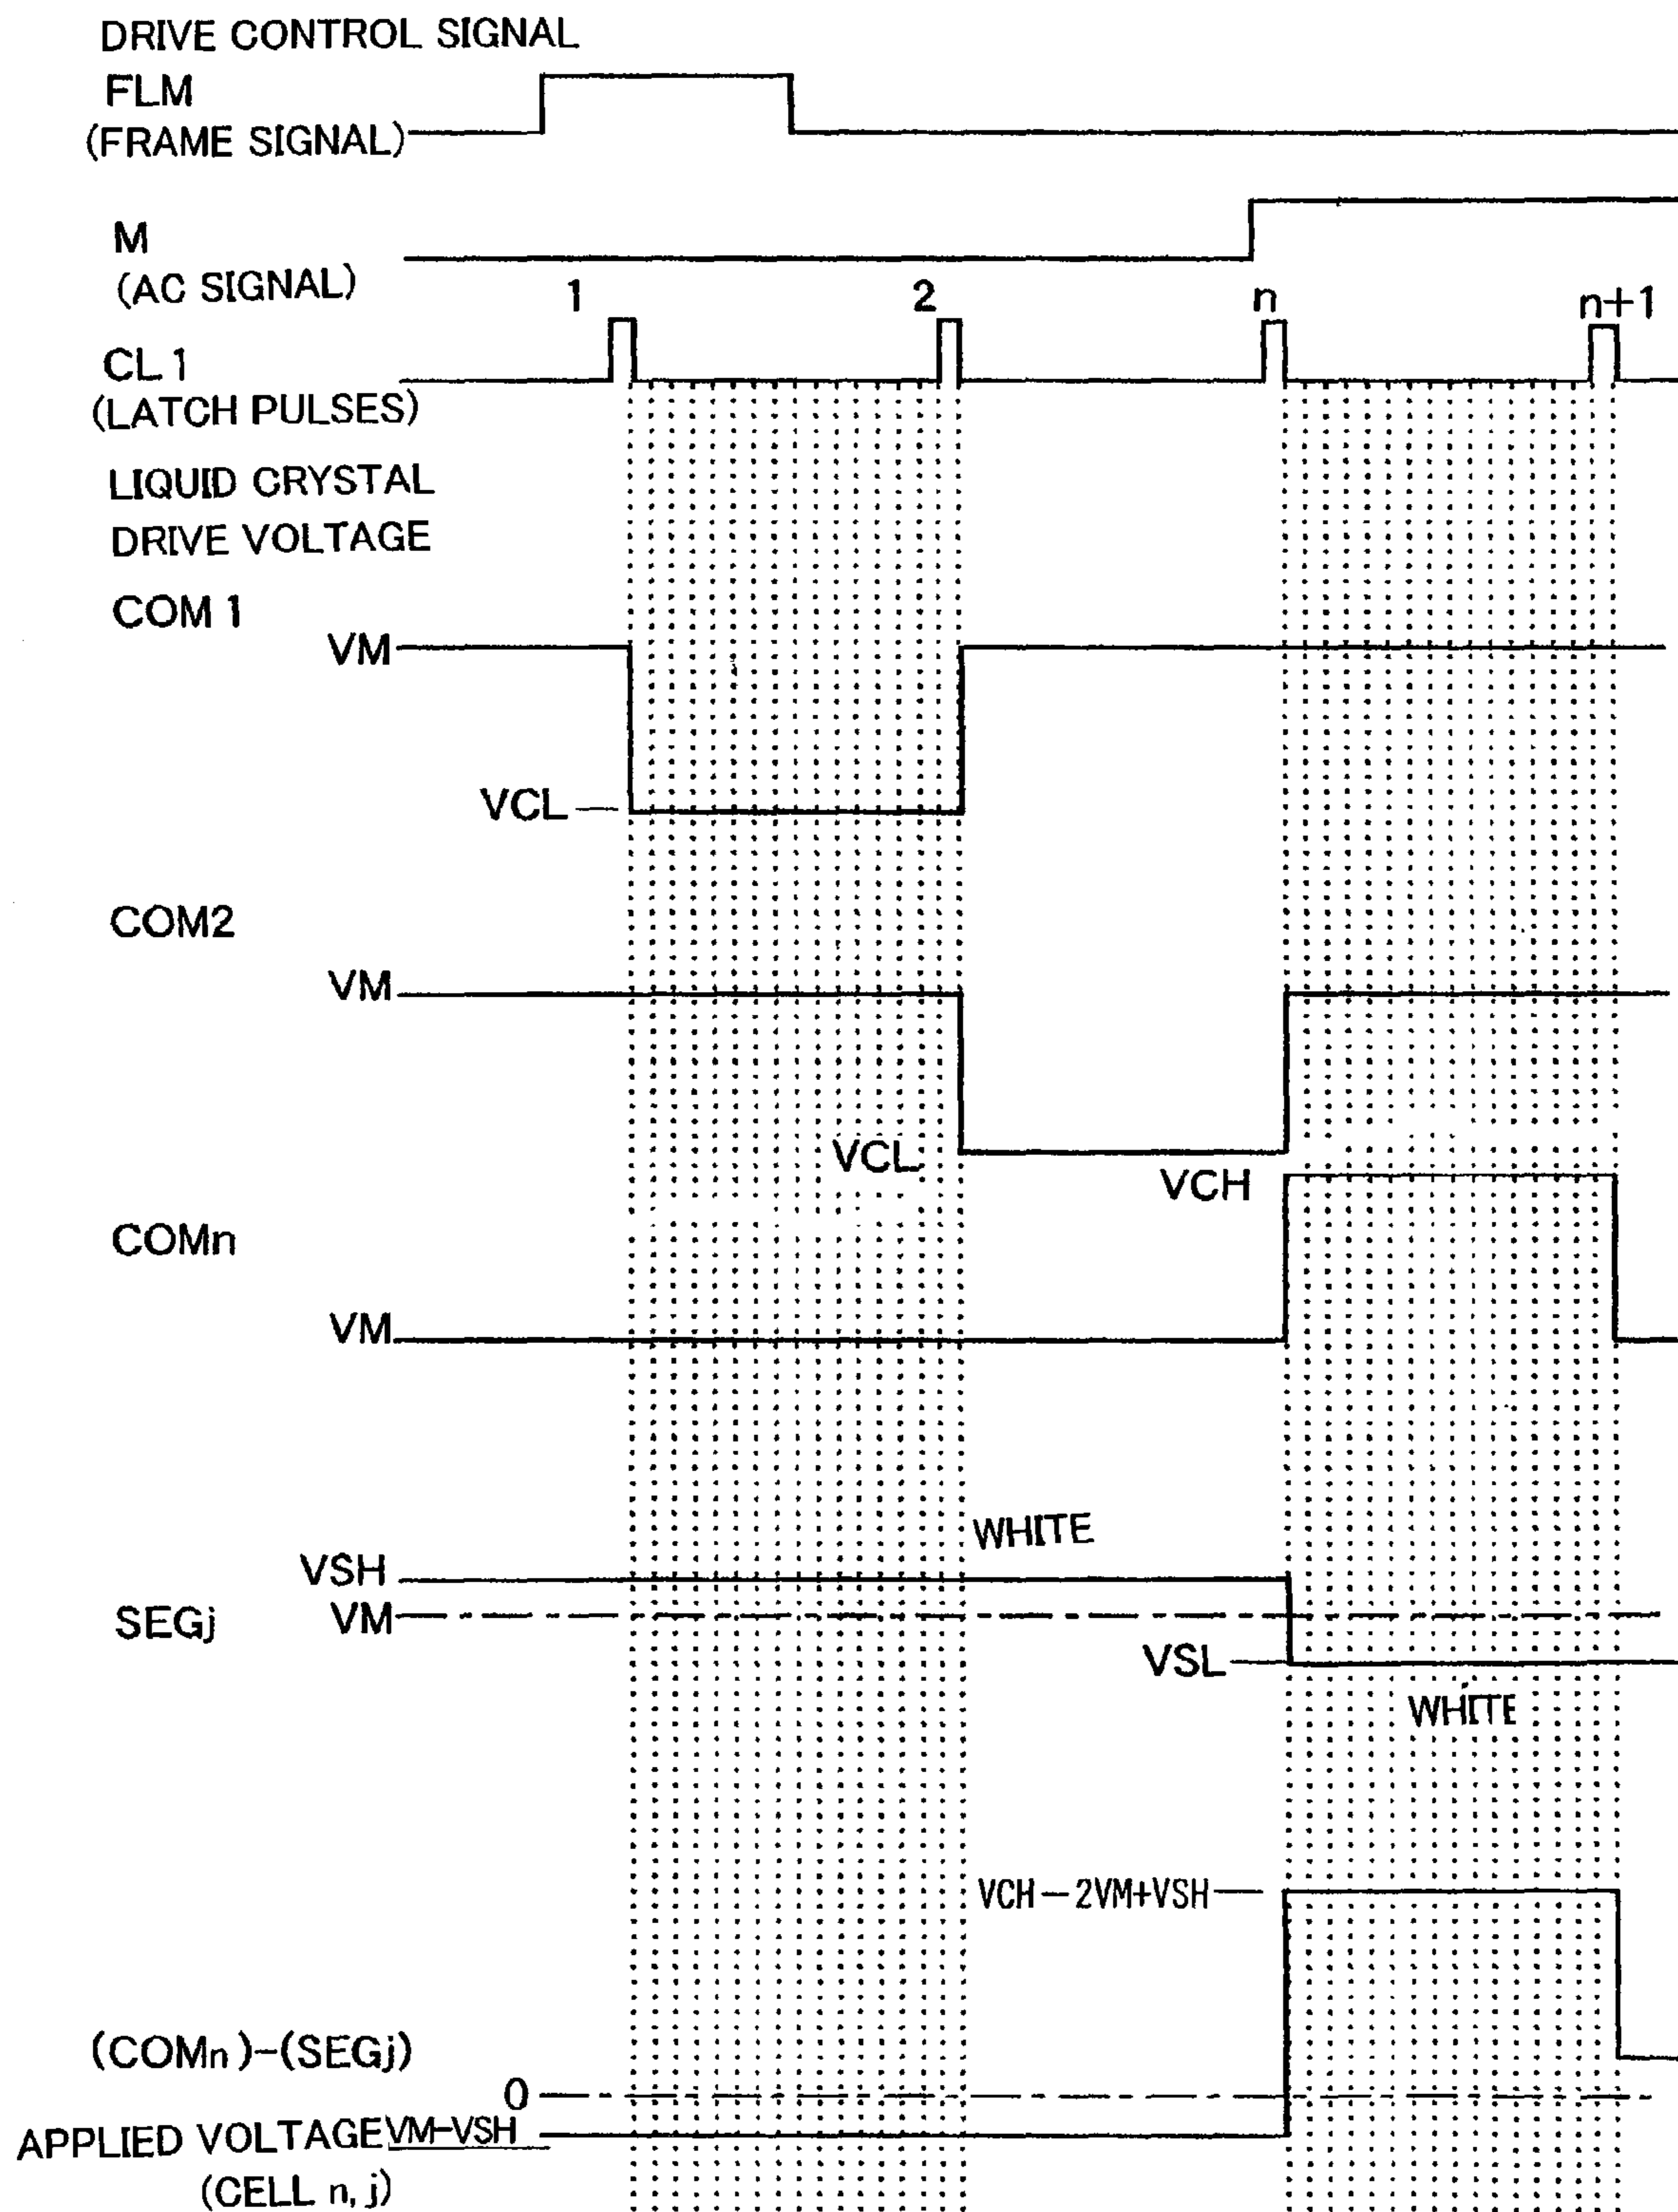 DRIVE CONTROL SIGNAL
FLM
(FRAME SIGNAL)
M
(AC SIGNAL)
1
2
n
n+1
CL1
(LATCH PULSES)
LIQUID CRYSTAL
DRIVE VOLTAGE
COM 1
VM
VCL
COM2
VM
VCL
VCH
COMn
VM
WHITE
VSH
SEGj
VM
VSL
WHITE
VCH-2VM+VSH
(COMn)-(SEGj)
0
APPLIED VOLTAGE VM-VSH
(CELL n, j)